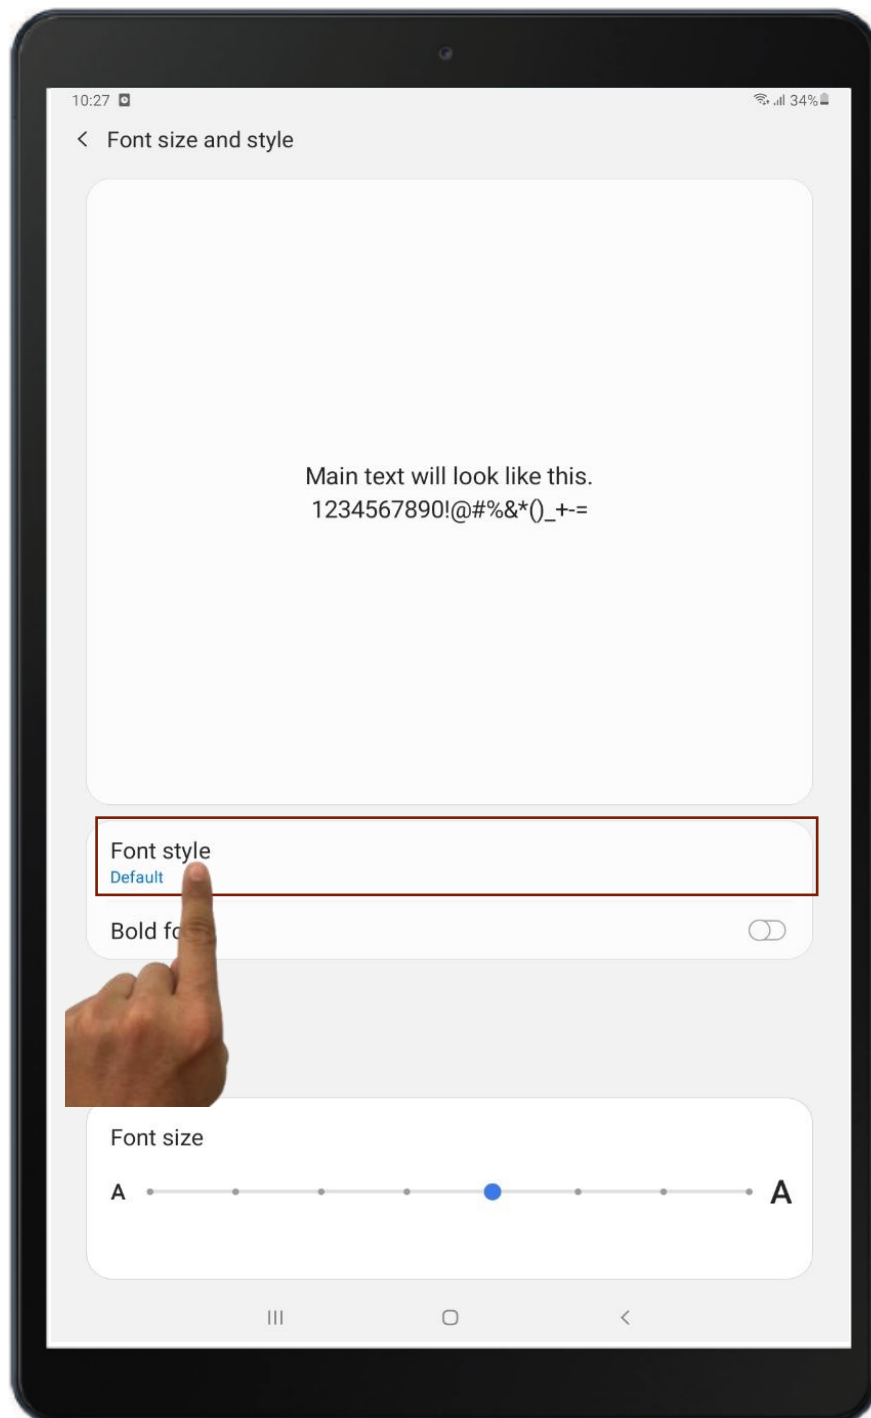 10:27 34%
Font size and style
Main text will look like this.
1234567890!@#%&*()_+-=
Font style
Default
Bold
Font size
A A